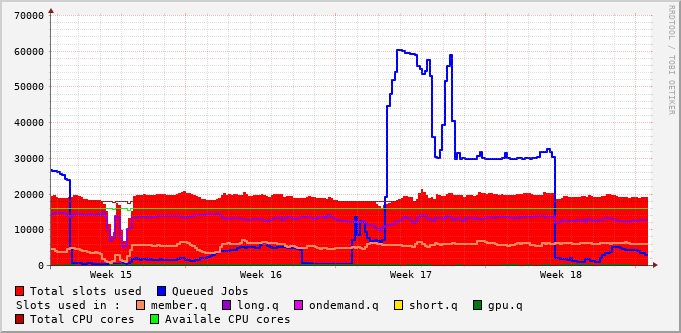 70000
60000
50000
40000
30000
20000
10000
0
Week 15 Week 16 Week 17 Week 18
Total slots used Queued Jobs
Slots used in : member.q long.q ondemand.q short.q gpu.q
Total CPU cores Availale CPU cores
RRDTOOL / TOBI OETIKER